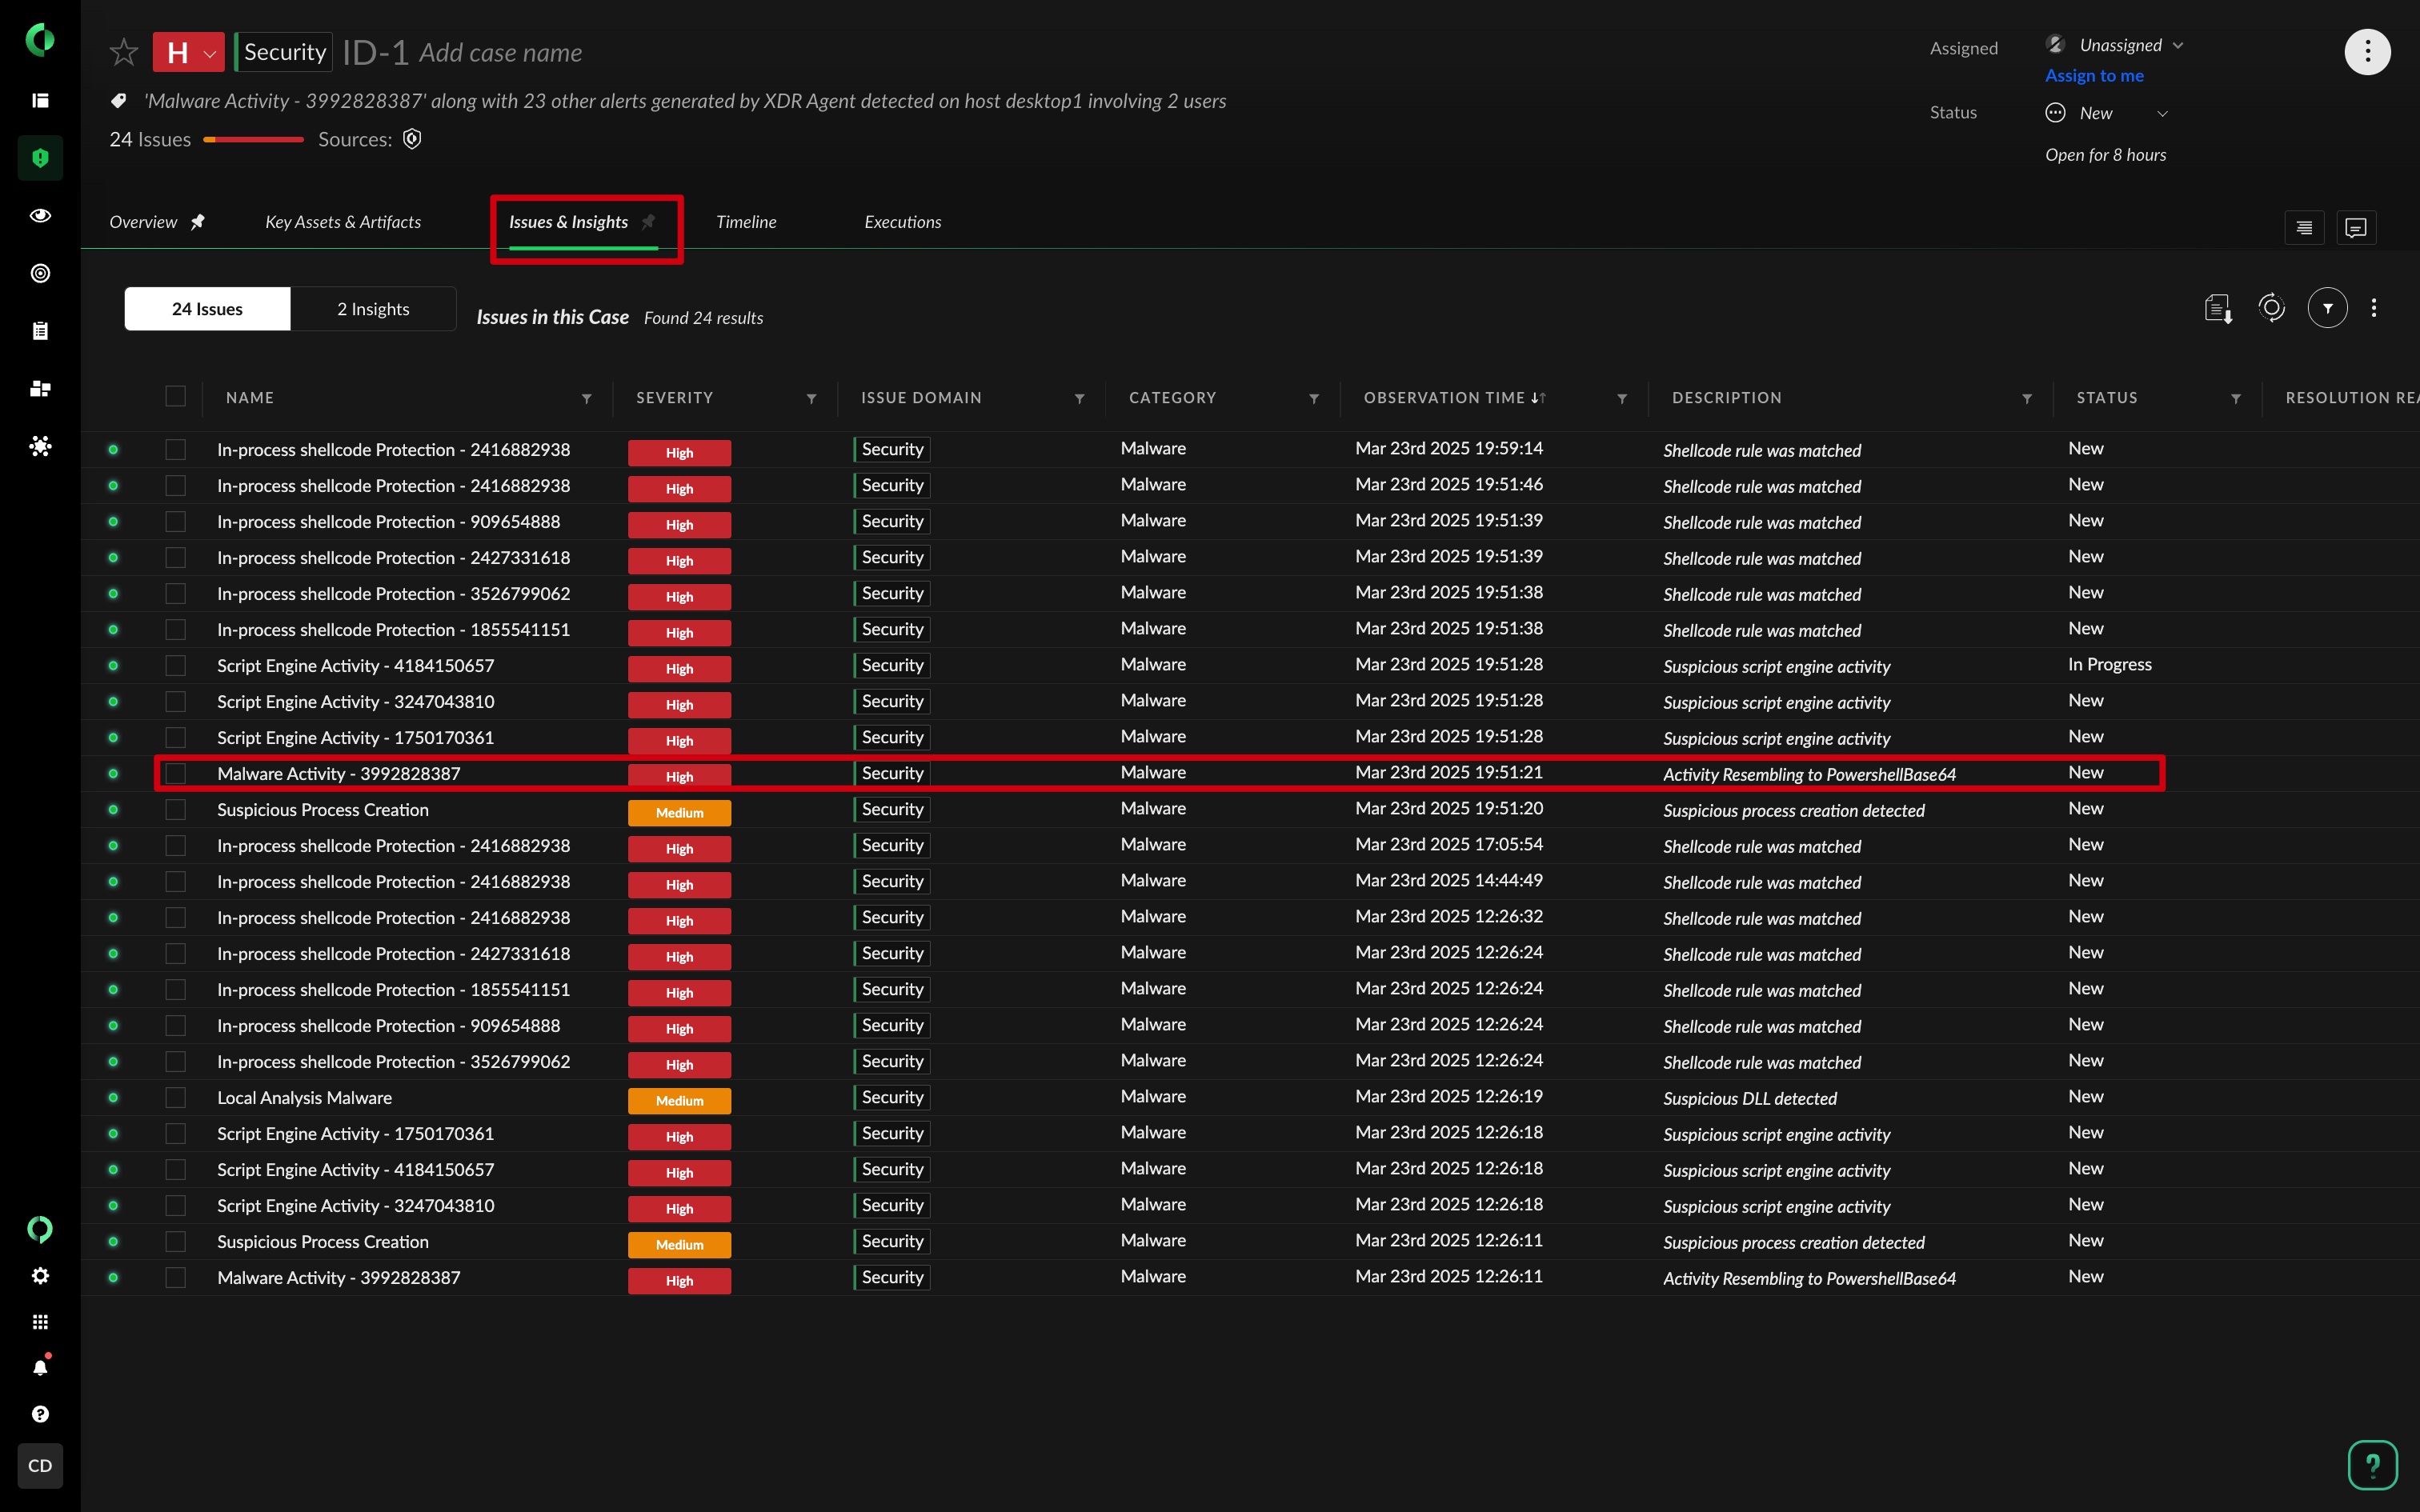 H Security ID-1 Add case name
Assigned Unassigned
Assign to me
'Malware Activity - 3992828387' along with 23 other alerts generated by XDR Agent detected on host desktop1 involving 2 users
Status New
24 Issues Sources:
Open for 8 hours
Overview Key Assets & Artifacts Issues & Insights Timeline Executions
24 Issues 2 Insights Issues in this Case Found 24 results
NAME SEVERITY ISSUE DOMAIN CATEGORY OBSERVATION TIME DESCRIPTION STATUS RESOLUTION REA
In-process shellcode Protection - 2416882938 High Security Malware Mar 23rd 2025 19:59:14 Shellcode rule was matched New
In-process shellcode Protection - 2416882938 High Security Malware Mar 23rd 2025 19:51:46 Shellcode rule was matched New
In-process shellcode Protection - 909654888 High Security Malware Mar 23rd 2025 19:51:39 Shellcode rule was matched New
In-process shellcode Protection - 2427331618 High Security Malware Mar 23rd 2025 19:51:39 Shellcode rule was matched New
In-process shellcode Protection - 3526799062 High Security Malware Mar 23rd 2025 19:51:38 Shellcode rule was matched New
In-process shellcode Protection - 1855541151 High Security Malware Mar 23rd 2025 19:51:38 Shellcode rule was matched New
Script Engine Activity - 4184150657 High Security Malware Mar 23rd 2025 19:51:28 Suspicious script engine activity In Progress
Script Engine Activity - 3247043810 High Security Malware Mar 23rd 2025 19:51:28 Suspicious script engine activity New
Script Engine Activity - 1750170361 High Security Malware Mar 23rd 2025 19:51:28 Suspicious script engine activity New
Malware Activity - 3992828387 High Security Malware Mar 23rd 2025 19:51:21 Activity Resembling to PowershellBase64 New
Suspicious Process Creation Medium Security Malware Mar 23rd 2025 19:51:20 Suspicious process creation detected New
In-process shellcode Protection - 2416882938 High Security Malware Mar 23rd 2025 17:05:54 Shellcode rule was matched New
In-process shellcode Protection - 2416882938 High Security Malware Mar 23rd 2025 14:44:49 Shellcode rule was matched New
In-process shellcode Protection - 2416882938 High Security Malware Mar 23rd 2025 12:26:32 Shellcode rule was matched New
In-process shellcode Protection - 2427331618 High Security Malware Mar 23rd 2025 12:26:24 Shellcode rule was matched New
In-process shellcode Protection - 1855541151 High Security Malware Mar 23rd 2025 12:26:24 Shellcode rule was matched New
In-process shellcode Protection - 909654888 High Security Malware Mar 23rd 2025 12:26:24 Shellcode rule was matched New
In-process shellcode Protection - 3526799062 High Security Malware Mar 23rd 2025 12:26:24 Shellcode rule was matched New
Local Analysis Malware Medium Security Malware Mar 23rd 2025 12:26:19 Suspicious DLL detected New
Script Engine Activity - 1750170361 High Security Malware Mar 23rd 2025 12:26:18 Suspicious script engine activity New
Script Engine Activity - 4184150657 High Security Malware Mar 23rd 2025 12:26:18 Suspicious script engine activity New
Script Engine Activity - 3247043810 High Security Malware Mar 23rd 2025 12:26:18 Suspicious script engine activity New
Suspicious Process Creation Medium Security Malware Mar 23rd 2025 12:26:11 Suspicious process creation detected New
Malware Activity - 3992828387 High Security Malware Mar 23rd 2025 12:26:11 Activity Resembling to PowershellBase64 New
CD